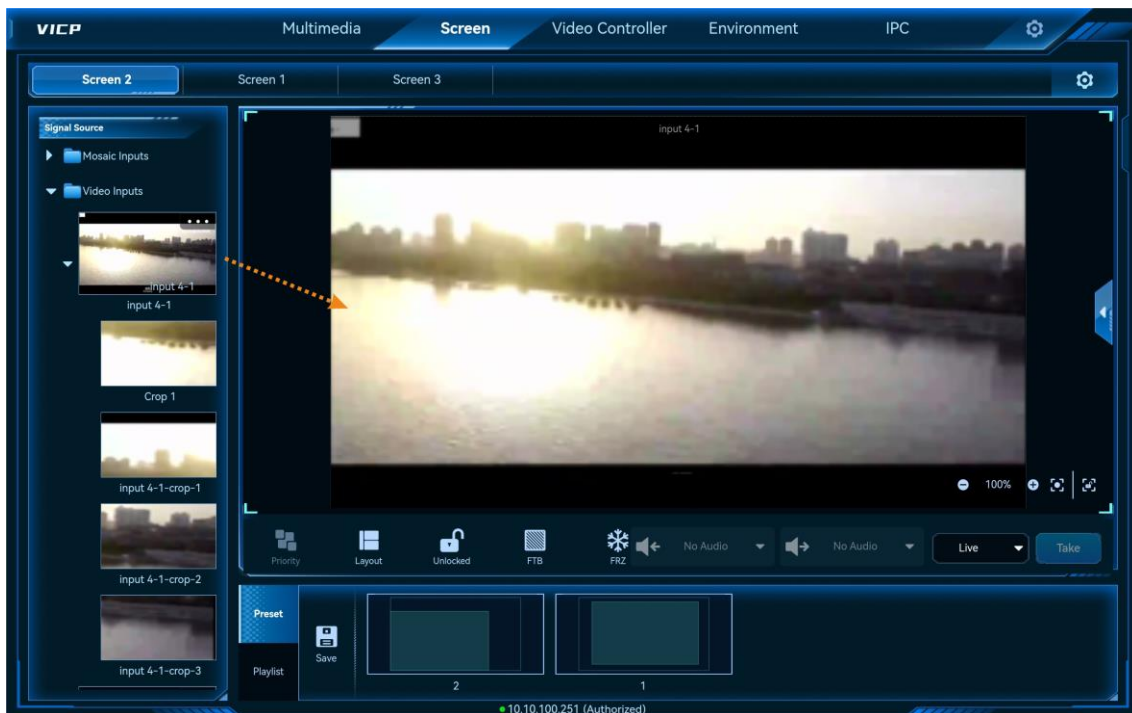 VICP
Multimedia
Screen
Video Controller
Environment
IPC
Screen 2
Screen 1
Screen 3
Signal Source
Mosaic Inputs
Video Inputs
input 4-1
input 4-1
Crop 1
input 4-1-crop-1
input 4-1-crop-2
input 4-1-crop-3
input 4-1
100%
Priority
Layout
Unlocked
FTB
FRZ
No Audio
No Audio
Live
Take
Preset
Playlist
Save
2
1
10.10.100.251 (Authorized)